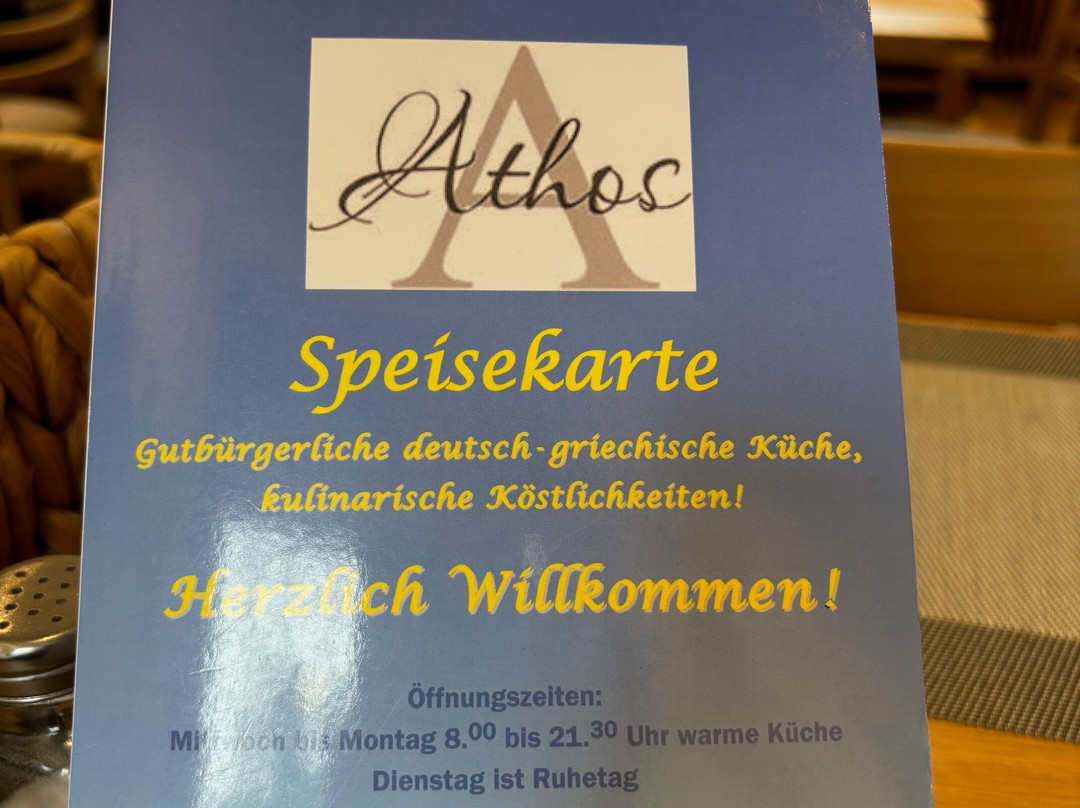 A
Athos
Speisekarte
Gutbürgerliche deutsch-griechische Küche,
kulinarische Köstlichkeiten!
Herzlich Willkommen!
Öffnungszeiten:
Mittwoch bis Montag 8.00 bis 21.30 Uhr warme Küche
Dienstag ist Ruhetag